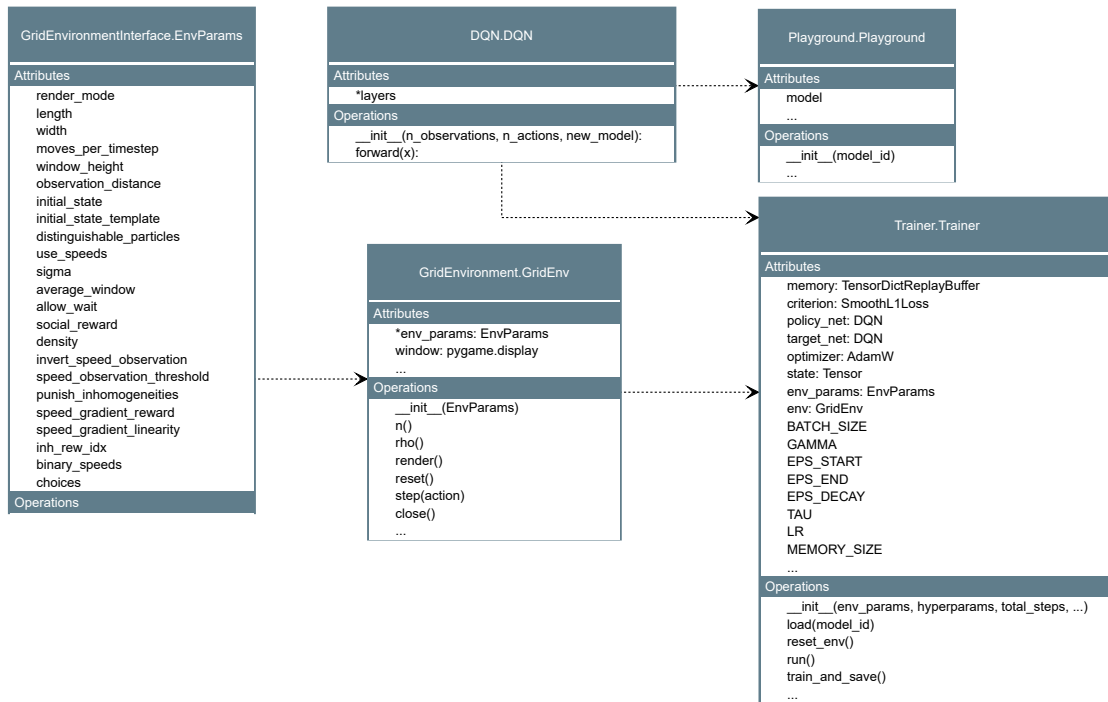 GridEnvironmentInterface.EnvParams
Attributes
render_mode
length
width
moves_per_timestep
window_height
observation_distance
initial_state
initial_state_template
distinguishable_particles
use_speeds
sigma
average_window
allow_wait
social_reward
density
invert_speed_observation
speed_observation_threshold
punish_inhomogeneities
speed_gradient_reward
speed_gradient_linearity
inh_rew_idx
binary_speeds
choices
Operations
DQN.DQN
Attributes
*layers
Operations
__init__(n_observations, n_actions, new_model):
forward(x):
GridEnvironment.GridEnv
Attributes
*env_params: EnvParams
window: pygame.display
...
Operations
__init__(EnvParams)
n()
rho()
render()
reset()
step(action)
close()
...
Playground.Playground
Attributes
model
...
Operations
__init__(model_id)
...
Trainer.Trainer
Attributes
memory: TensorDictReplayBuffer
criterion: SmoothL1Loss
policy_net: DQN
target_net: DQN
optimizer: AdamW
state: Tensor
env_params: EnvParams
env: GridEnv
BATCH_SIZE
GAMMA
EPS_START
EPS_END
EPS_DECAY
TAU
LR
MEMORY_SIZE
...
Operations
__init__(env_params, hyperparams, total_steps, ...)
load(model_id)
reset_env()
run()
train_and_save()
...